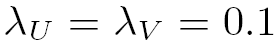 λ_U = λ_V = 0.1